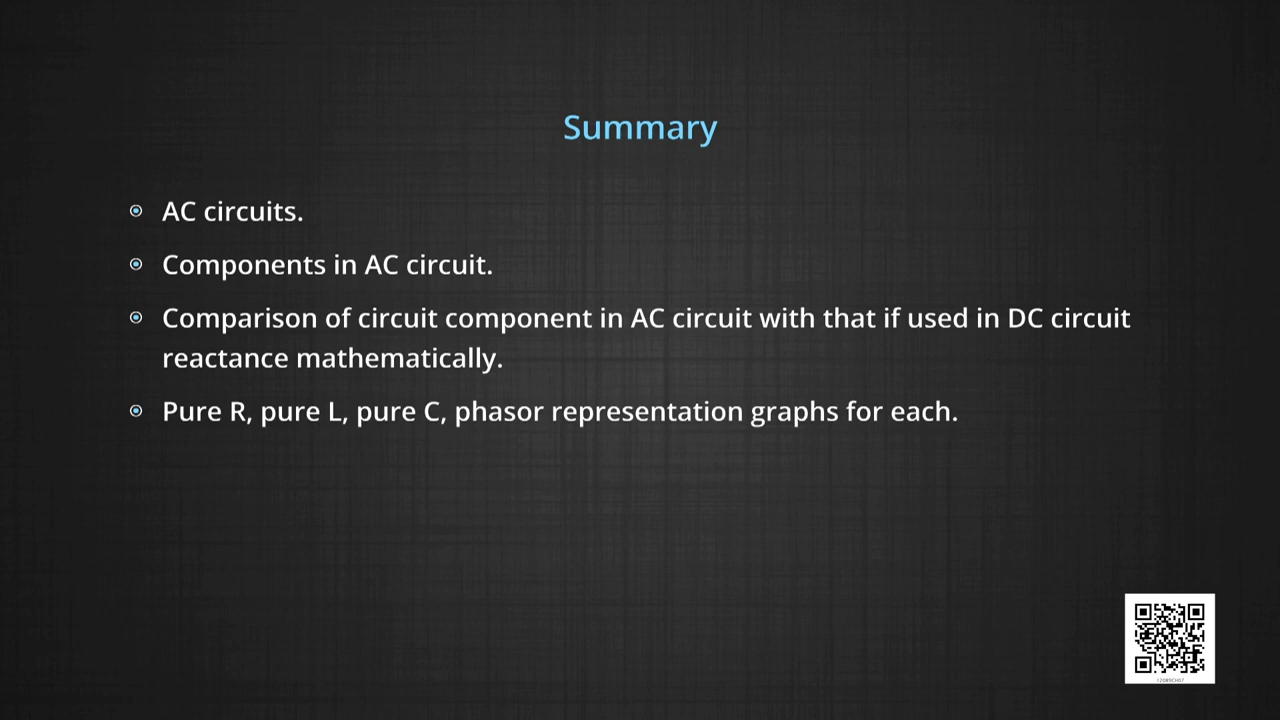 Summary
AC circuits.
Components in AC circuit.
Comparison of circuit component in AC circuit with that if used in DC circuit
reactance mathematically.
Pure R, pure L, pure C, phasor representation graphs for each.